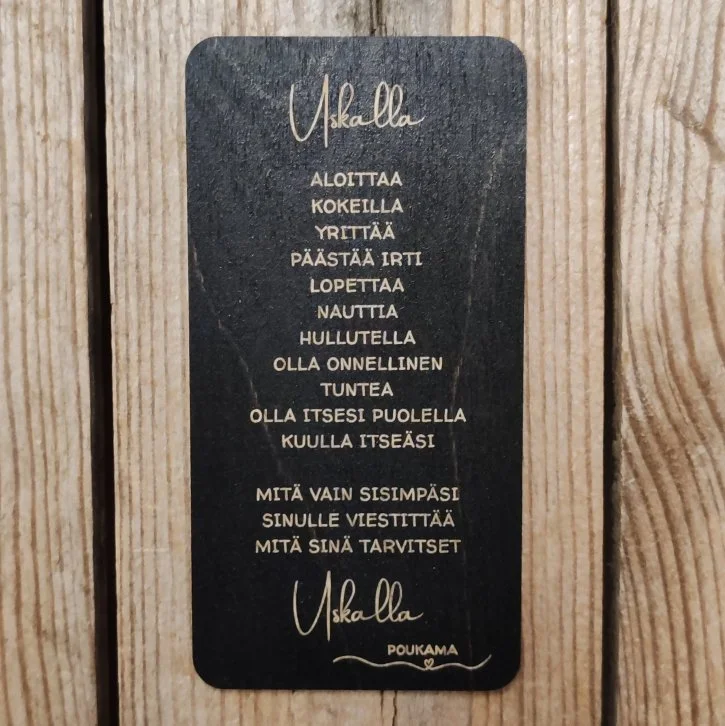 Uskalla
ALOITTAA
KOKEILLA
YRITTÄÄ
PÄÄSTÄÄ IRTI
LOPETTAA
NAUTTIA
HULLUTELLA
OLLA ONNELLINEN
TUNTEA
OLLA ITSESI PUOLELLA
KUULLA ITSEÄSI
MITÄ VAIN SISIMPÄSI
SINULLE VIESTITTÄÄ
MITÄ SINÄ TARVITSET
Uskalla
POUKAMA